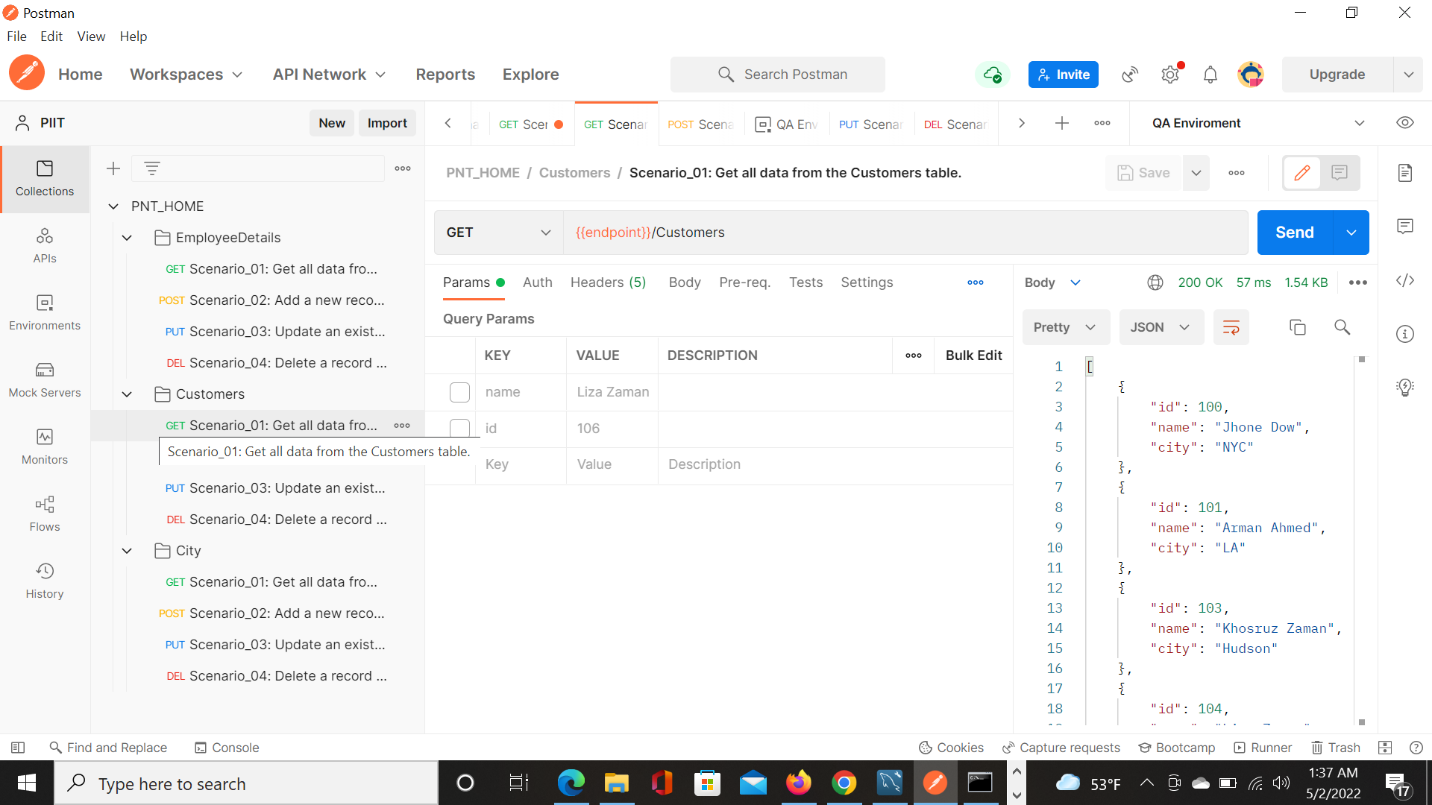 Postman
File Edit View Help
Home Workspaces API Network Reports Explore Search Postman Invite Upgrade
PIIT New Import GET Scer GET Scenar POST Scena QA Env PUT Scenar DEL Scenar QA Enviroment
Collections
APIs
Environments
Mock Servers
Monitors
Flows
History
PNT_HOME
EmployeeDetails
GET Scenario_01: Get all data fro...
POST Scenario_02: Add a new reco...
PUT Scenario_03: Update an exist...
DEL Scenario_04: Delete a record ...
Customers
GET Scenario_01: Get all data fro...
Scenario_01: Get all data from the Customers table.
PUT Scenario_03: Update an exist...
DEL Scenario_04: Delete a record ...
City
GET Scenario_01: Get all data fro...
POST Scenario_02: Add a new reco...
PUT Scenario_03: Update an exist...
DEL Scenario_04: Delete a record ...
PNT_HOME / Customers / Scenario_01: Get all data from the Customers table. Save
GET {{endpoint}}/Customers Send
Params Auth Headers (5) Body Pre-req. Tests Settings
Query Params
KEY VALUE DESCRIPTION Bulk Edit
name Liza Zaman
id 106
Key Value Description
Body 200 OK 57 ms 1.54 KB
Pretty JSON
1 [
2 {
3 "id": 100,
4 "name": "Jhone Dow",
5 "city": "NYC"
6 },
7 {
8 "id": 101,
9 "name": "Arman Ahmed",
10 "city": "LA"
11 },
12 {
13 "id": 103,
14 "name": "Khosruz Zaman",
15 "city": "Hudson"
16 },
17 {
18 "id": 104,
Find and Replace Console Cookies Capture requests Bootcamp Runner Trash
Type here to search 53°F 1:37 AM
5/2/2022 17